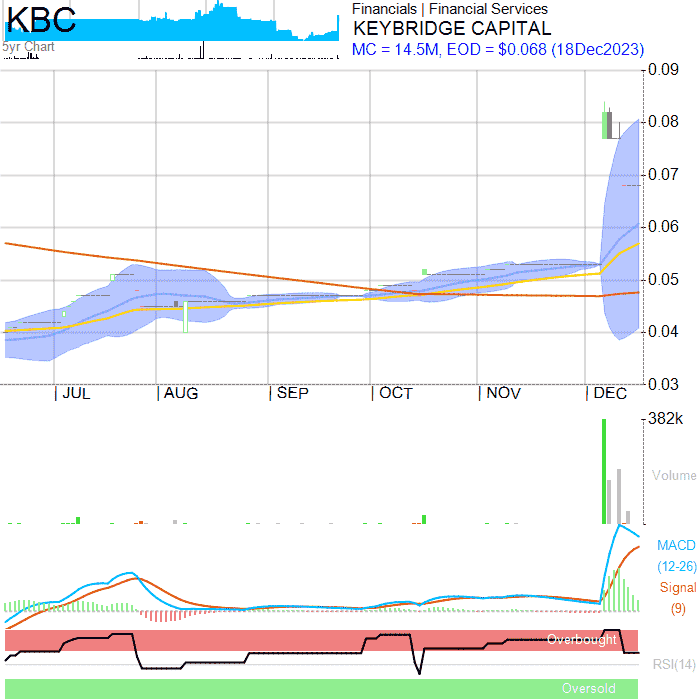 KBC
5yr Chart
Financials | Financial Services
KEYBRIDGE CAPITAL
MC = 14.5M, EOD = $0.068 (18Dec2023)
0.09
0.08
0.07
0.06
0.05
0.04
0.03
JUL AUG SEP OCT NOV DEC
382k
Volume
MACD
(12-26)
Signal
(9)
Overbought
RSI(14)
Oversold